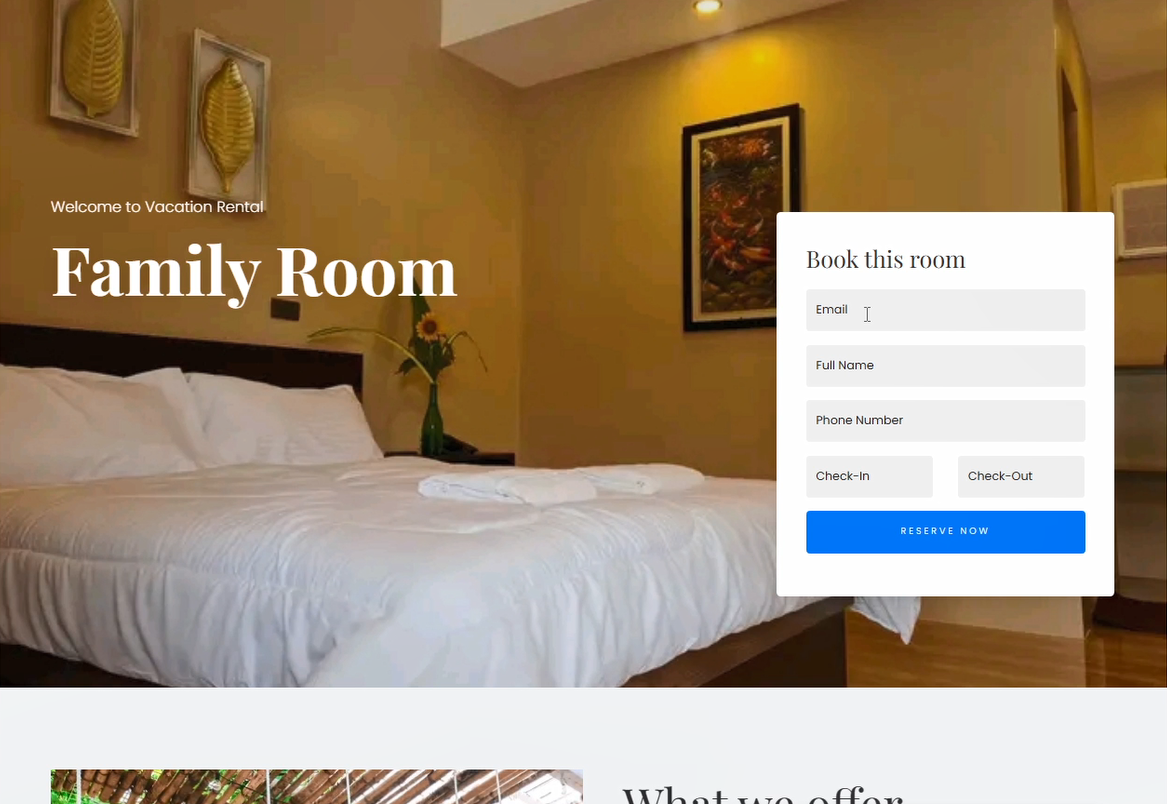 Welcome to Vacation Rental
Family Room
Book this room
Email
Full Name
Phone Number
Check-In
Check-Out
RESERVE NOW
What we offer